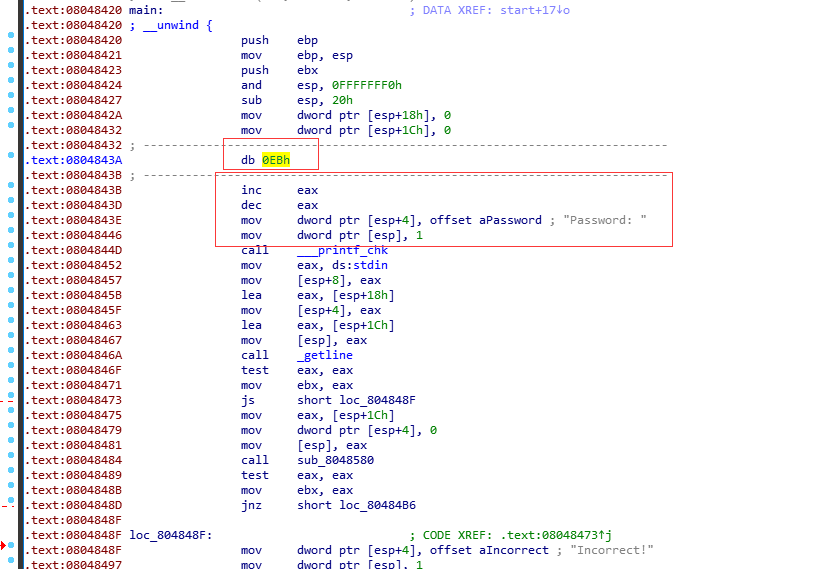 .text:08048420 main: ; DATA XREF: start+17↓o
.text:08048420 ; __unwind {
.text:08048420 push ebp
.text:08048421 mov ebp, esp
.text:08048423 push ebx
.text:08048424 and esp, 0FFFFFFF0h
.text:08048427 sub esp, 20h
.text:0804842A mov dword ptr [esp+18h], 0
.text:08048432 mov dword ptr [esp+1Ch], 0
.text:08048432 ; ---------------------------------------------------------------------------
.text:0804843A db 0EBh
.text:0804843B ; ---------------------------------------------------------------------------
.text:0804843B inc eax
.text:0804843D dec eax
.text:0804843E mov dword ptr [esp+4], offset aPassword ; "Password: "
.text:08048446 mov dword ptr [esp], 1
.text:0804844D call ___printf_chk
.text:08048452 mov eax, ds:stdin
.text:08048457 mov [esp+8], eax
.text:0804845B lea eax, [esp+18h]
.text:0804845F mov [esp+4], eax
.text:08048463 lea eax, [esp+1Ch]
.text:08048467 mov [esp], eax
.text:0804846A call _getline
.text:0804846F test eax, eax
.text:08048471 mov ebx, eax
.text:08048473 js short loc_804848F
.text:08048475 mov eax, [esp+1Ch]
.text:08048479 mov dword ptr [esp+4], 0
.text:08048481 mov [esp], eax
.text:08048484 call sub_8048580
.text:08048489 test eax, eax
.text:0804848B mov ebx, eax
.text:0804848D jnz short loc_80484B6
.text:0804848F
.text:0804848F loc_804848F: ; CODE XREF: .text:08048473↑j
.text:0804848F mov dword ptr [esp+4], offset aIncorrect ; "Incorrect!"
.text:08048497 mov dword ptr [esp], 1